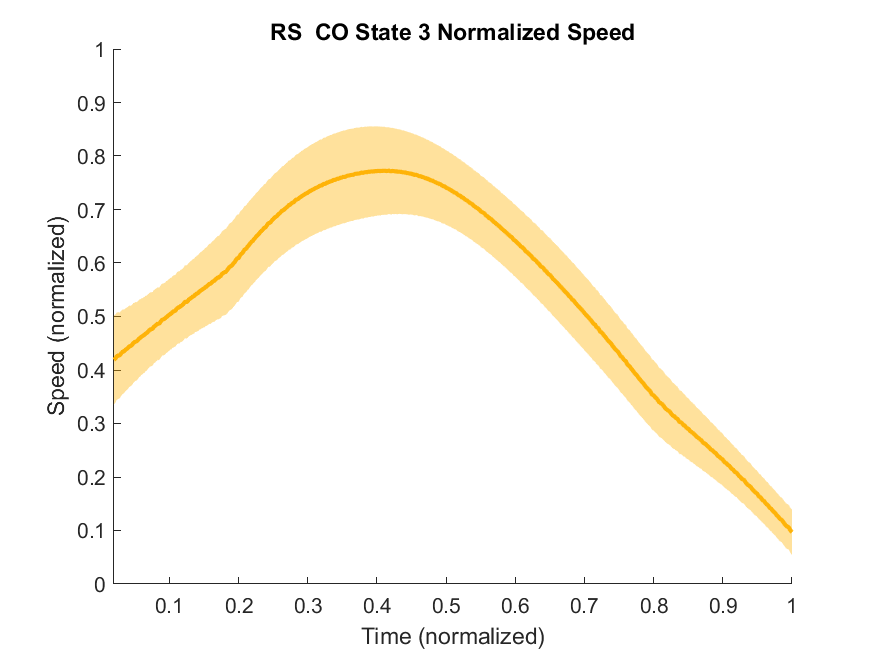 RS  CO State 3 Normalized Speed
1
0.9
0.8
0.7
0.6
0.5
0.4
0.3
0.2
0.1
0
Speed (normalized)
0.1 0.2 0.3 0.4 0.5 0.6 0.7 0.8 0.9 1
Time (normalized)